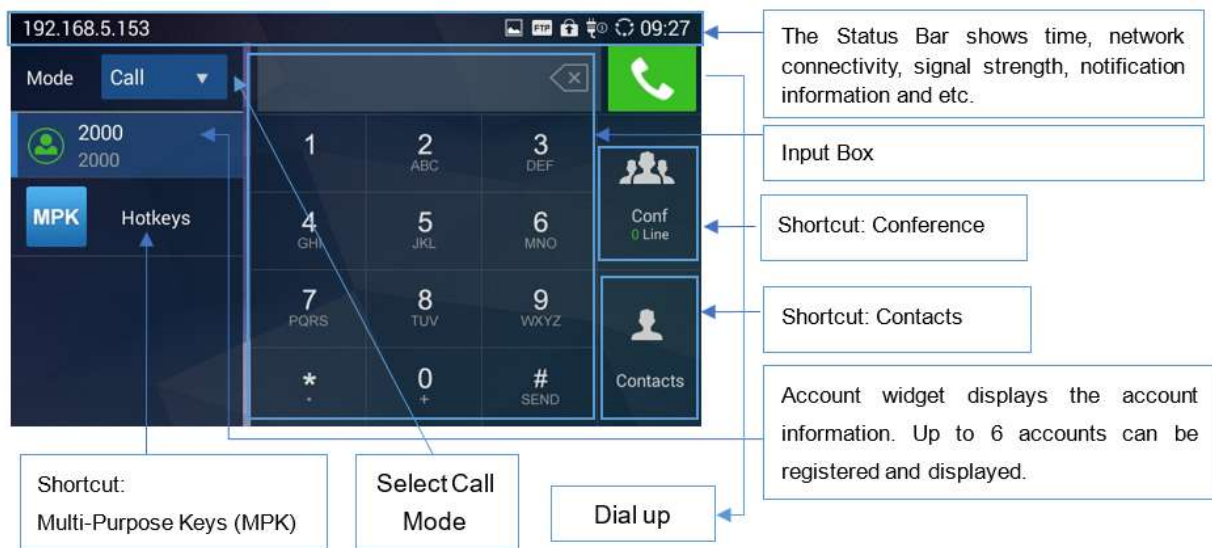 192.168.5.153 FTP 09:27
Mode Call
2000
2000
MPK Hotkeys
1 2 3
ABC DEF
4 5 6
GHI JKL MNO
7 8 9
PQRS TUV WXYZ
* 0 #
+ SEND
Conf
0 Line
Contacts
The Status Bar shows time, network
connectivity, signal strength, notification
information and etc.
Input Box
Shortcut: Conference
Shortcut: Contacts
Account widget displays the account
information. Up to 6 accounts can be
registered and displayed.
Shortcut:
Multi-Purpose Keys (MPK)
Select Call
Mode
Dial up